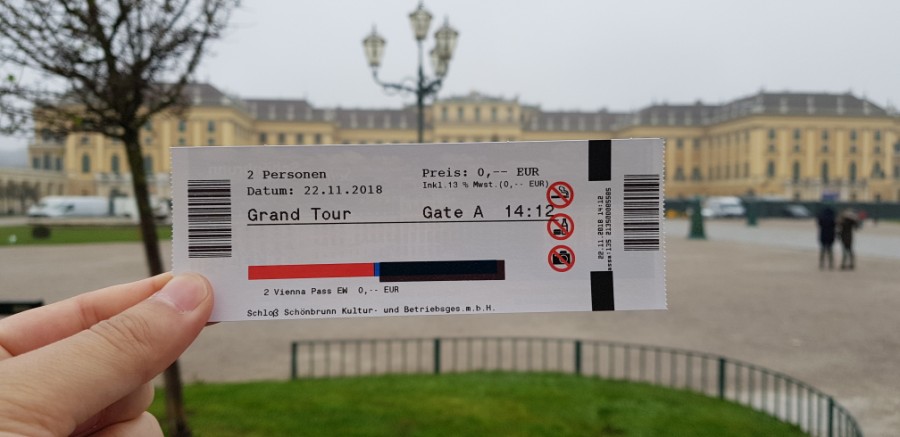 2 Personen
Preis: 0,-- EUR
Datum: 22.11.2018
Inkl.13 % Mwst.(0,-- EUR)
Grand Tour
Gate A 14:12
2 Vienna Pass EW 0,-- EUR
Schloß Schönbrunn Kultur- und Betriebsges.m.b.H.
22.11.2018 14:12